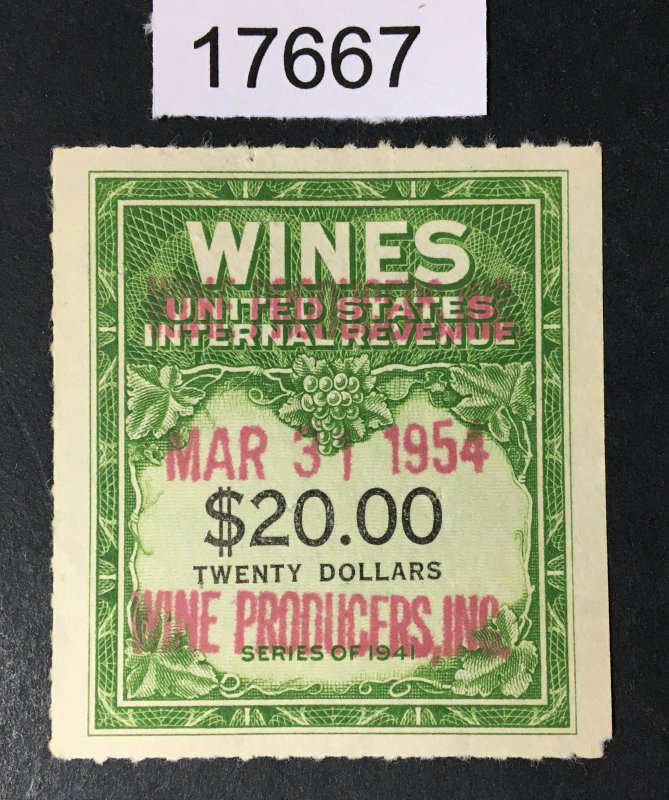 17667
WINES
UNITED STATES
INTERNAL REVENUE
MAR 31 1954
$20.00
TWENTY DOLLARS
WINE PRODUCERS, INC.
SERIES OF 1941